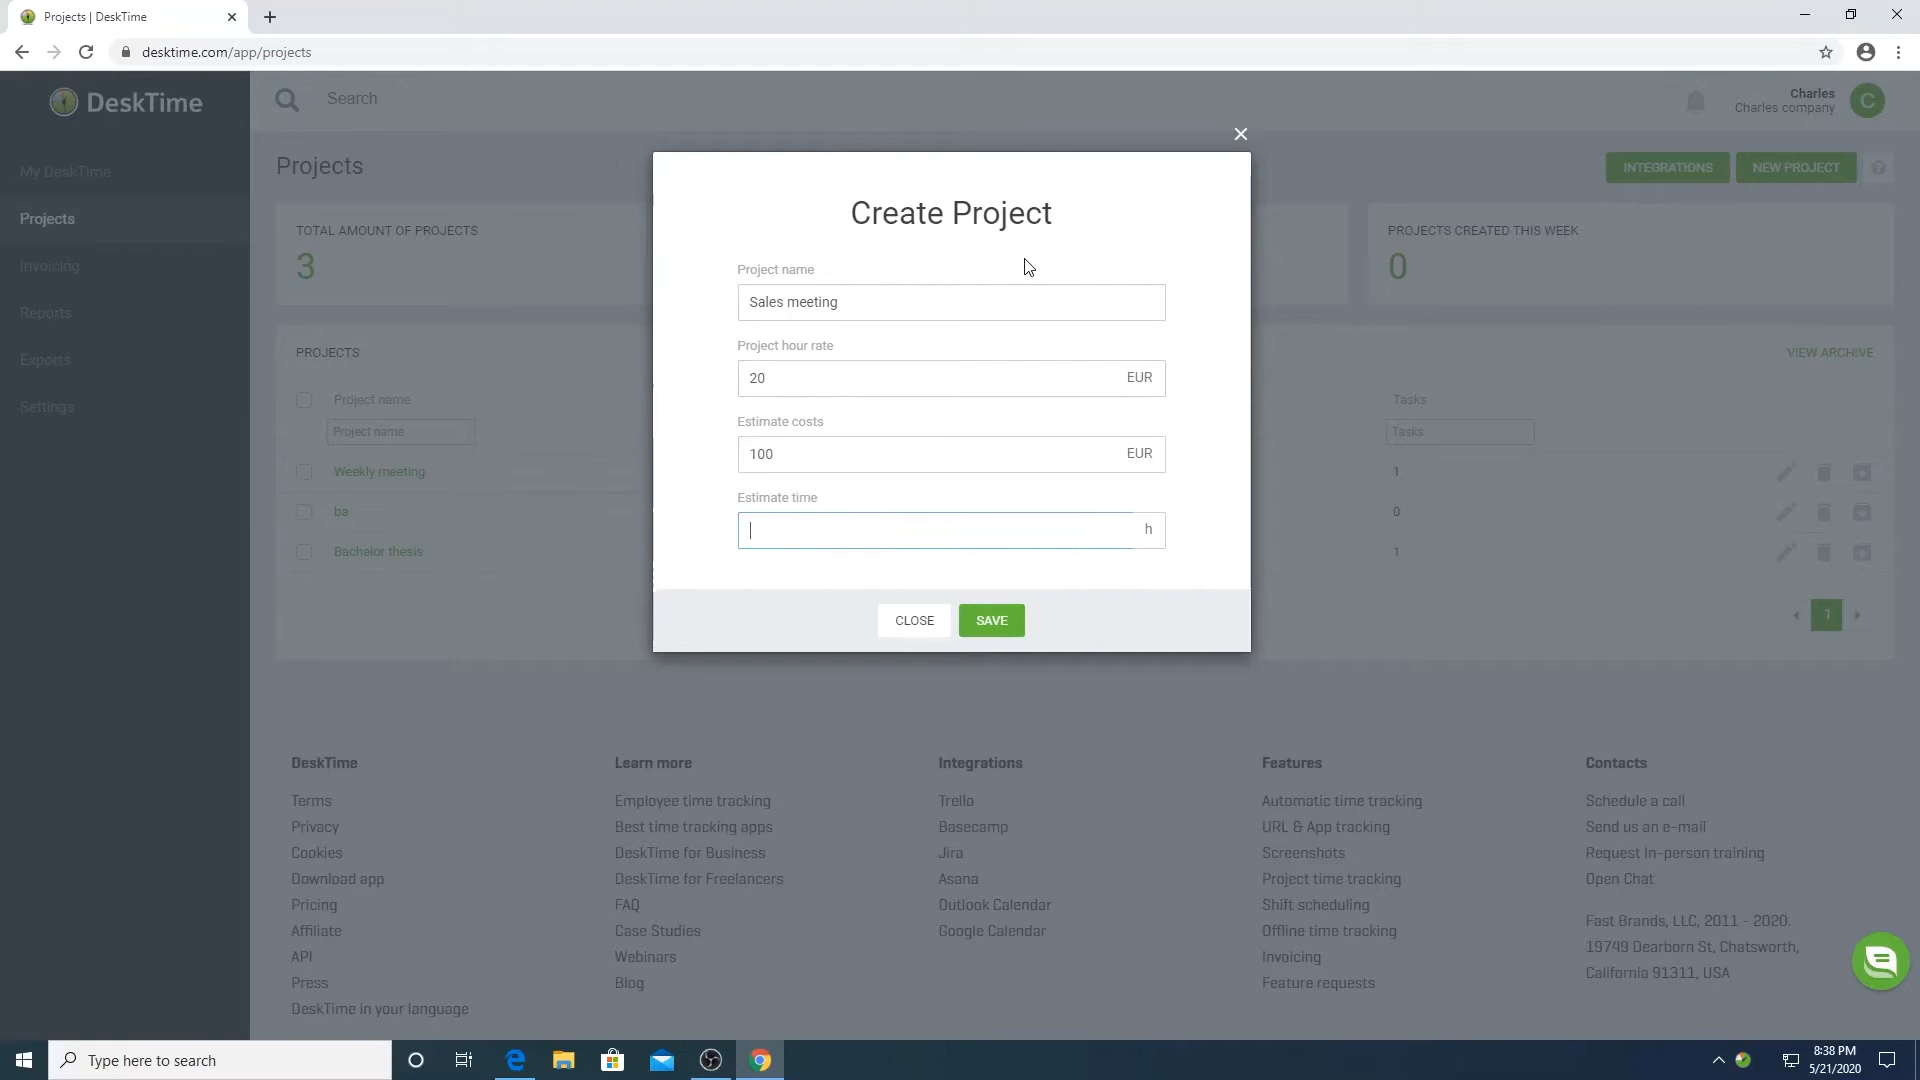 Projects | DeskTime
desktime.com/app/projects
DeskTime
Search
Charles
Charles company
C
My DeskTime
Projects
Invoicing
Reports
Exports
Settings
Projects
INTEGRATIONS
NEW PROJECT
?
TOTAL AMOUNT OF PROJECTS
3
PROJECTS CREATED THIS WEEK
0
PROJECTS
VIEW ARCHIVE
Project name
Tasks
Project name
Tasks
Weekly meeting
1
ba
0
Bachelor thesis
1
1
Create Project
Project name
Sales meeting
Project hour rate
20
EUR
Estimate costs
100
EUR
Estimate time
h
CLOSE
SAVE
DeskTime
Terms
Privacy
Cookies
Download app
Pricing
Affiliate
API
Press
DeskTime in your language
Learn more
Employee time tracking
Best time tracking apps
DeskTime for Business
DeskTime for Freelancers
FAQ
Case Studies
Webinars
Blog
Integrations
Trello
Basecamp
Jira
Asana
Outlook Calendar
Google Calendar
Features
Automatic time tracking
URL & App tracking
Screenshots
Project time tracking
Shift scheduling
Offline time tracking
Invoicing
Feature requests
Contacts
Schedule a call
Send us an e-mail
Request In-person training
Open Chat
Fast Brands, LLC, 2011 - 2020.
19749 Dearborn St, Chatsworth,
California 91311, USA
Type here to search
8:38 PM
5/21/2020